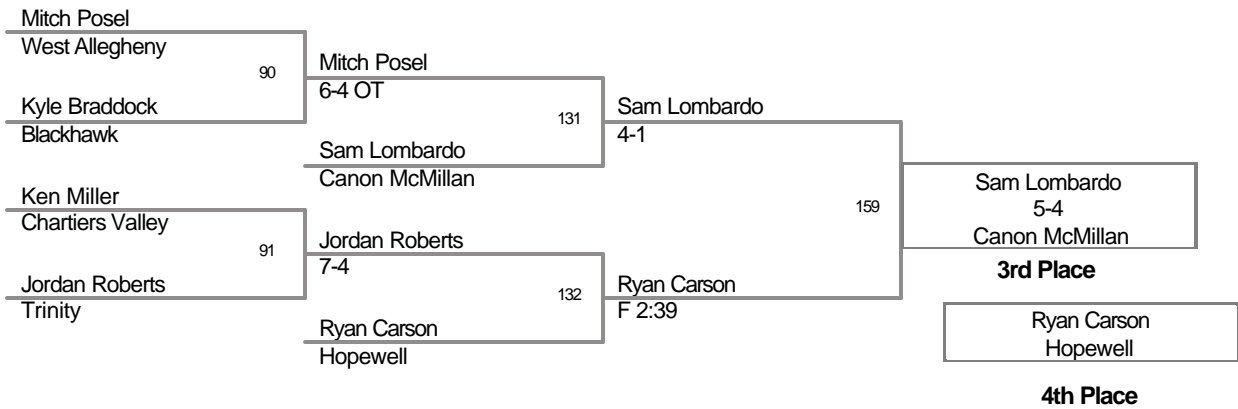 Mitch Posel
West Allegheny
90
Kyle Braddock
Blackhawk
Ken Miller
Chartiers Valley
91
Jordan Roberts
Trinity
Mitch Posel
6-4 OT
131
Sam Lombardo
Canon McMillan
Jordan Roberts
7-4
132
Ryan Carson
Hopewell
Sam Lombardo
4-1
159
Ryan Carson
F 2:39
Sam Lombardo
5-4
Canon McMillan
3rd Place
Ryan Carson
Hopewell
4th Place